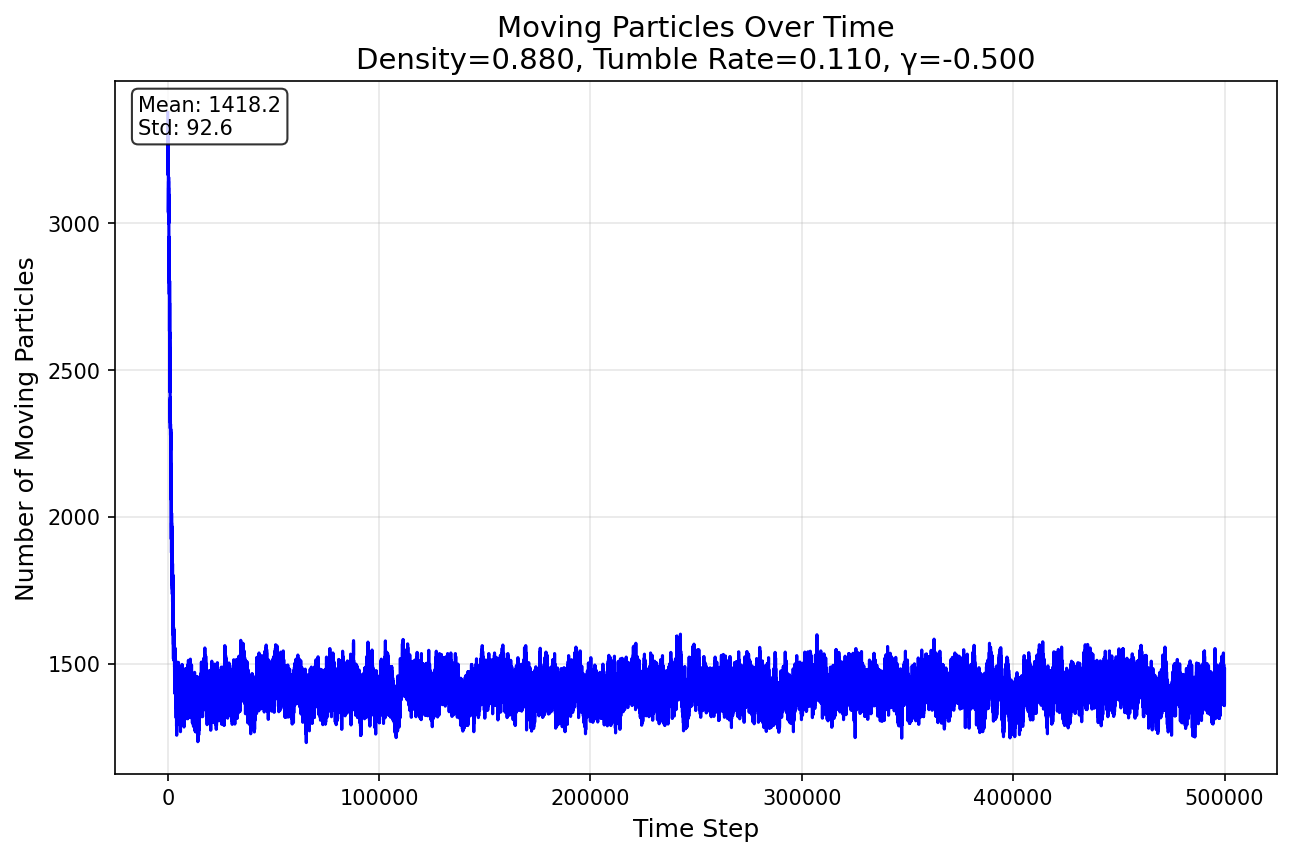 Moving Particles Over Time
Density=0.880, Tumble Rate=0.110, γ=-0.500
Mean: 1418.2
Std: 92.6
Number of Moving Particles
3000
2500
2000
1500
0
100000
200000
300000
400000
500000
Time Step